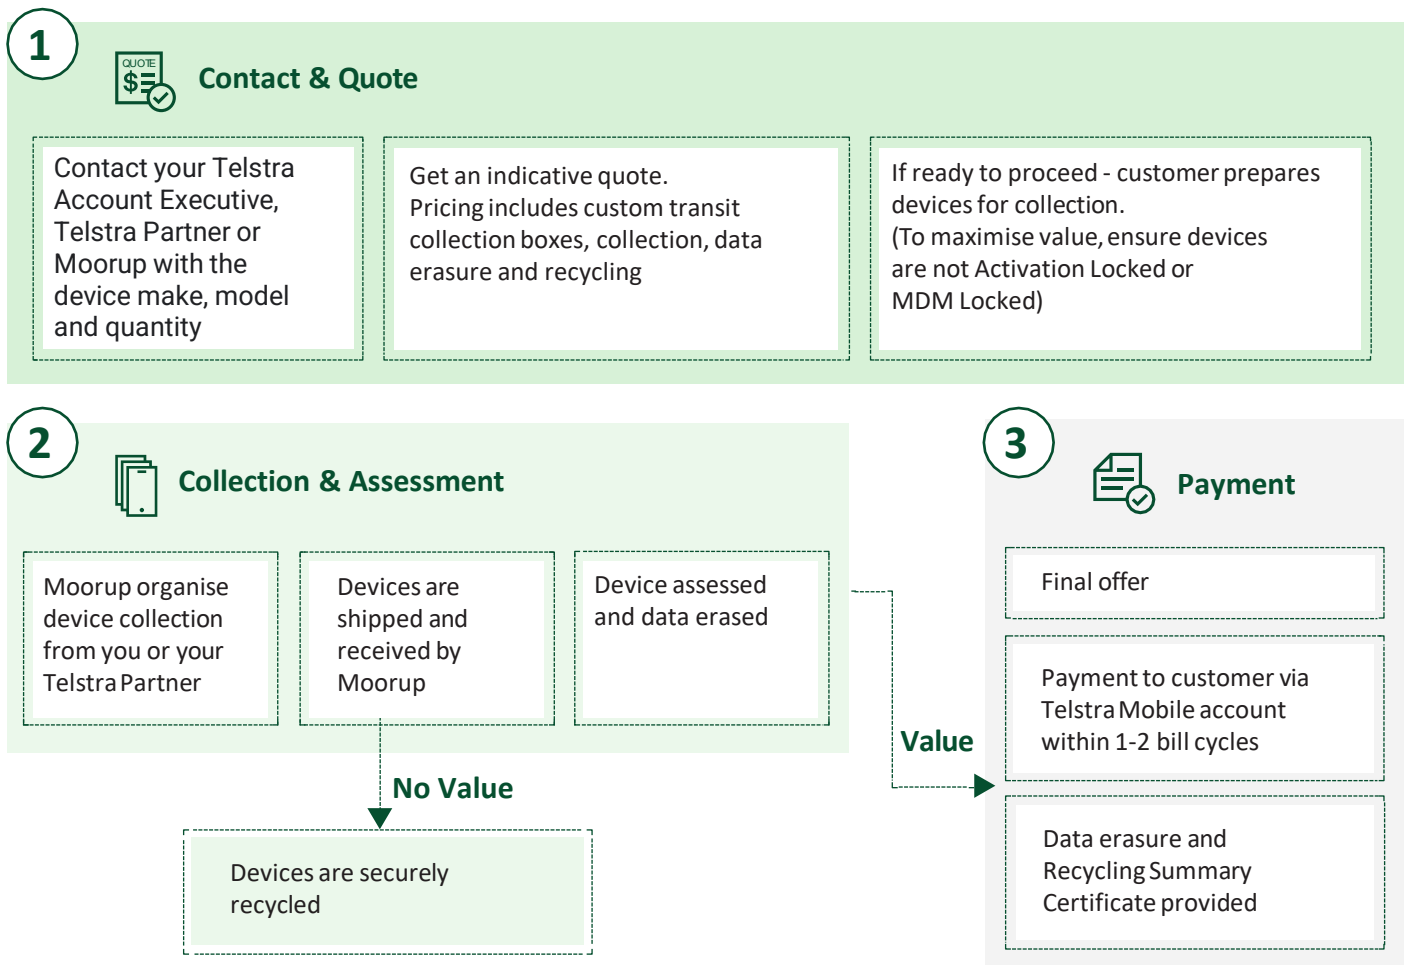 1
QUOTE
$
Contact & Quote
Contact your Telstra
Account Executive,
Telstra Partner or
Moorup with the
device make, model
and quantity
Get an indicative quote.
Pricing includes custom transit
collection boxes, collection, data
erasure and recycling
If ready to proceed - customer prepares
devices for collection.
(To maximise value, ensure devices
are not Activation Locked or
MDM Locked)
2
Collection & Assessment
Moorup organise
device collection
from you or your
Telstra Partner
Devices are
shipped and
received by
Moorup
Device assessed
and data erased
No Value
Devices are securely
recycled
Value
3
Payment
Final offer
Payment to customer via
Telstra Mobile account
within 1-2 bill cycles
Data erasure and
Recycling Summary
Certificate provided